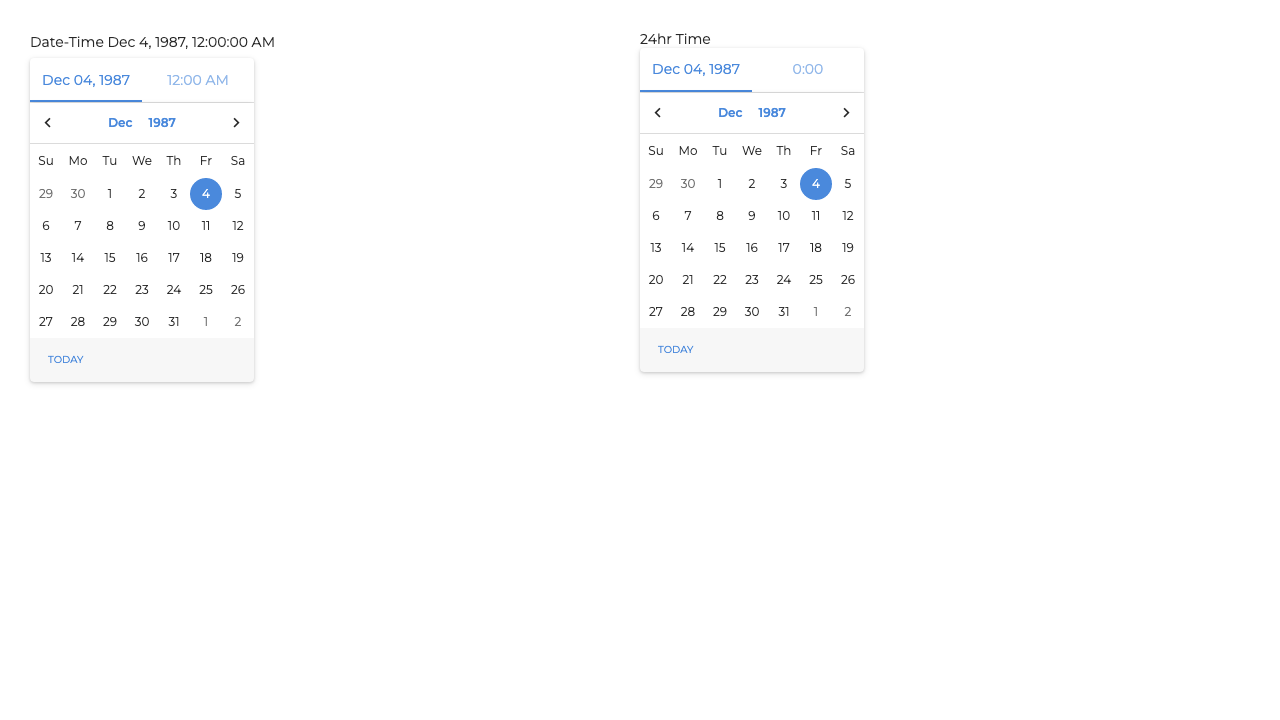 Date-Time Dec 4, 1987, 12:00:00 AM
Dec 04, 1987 12:00 AM
Dec 1987
Su Mo Tu We Th Fr Sa
29 30 1 2 3 4 5
6 7 8 9 10 11 12
13 14 15 16 17 18 19
20 21 22 23 24 25 26
27 28 29 30 31 1 2
TODAY
24hr Time
Dec 04, 1987 0:00
Dec 1987
Su Mo Tu We Th Fr Sa
29 30 1 2 3 4 5
6 7 8 9 10 11 12
13 14 15 16 17 18 19
20 21 22 23 24 25 26
27 28 29 30 31 1 2
TODAY